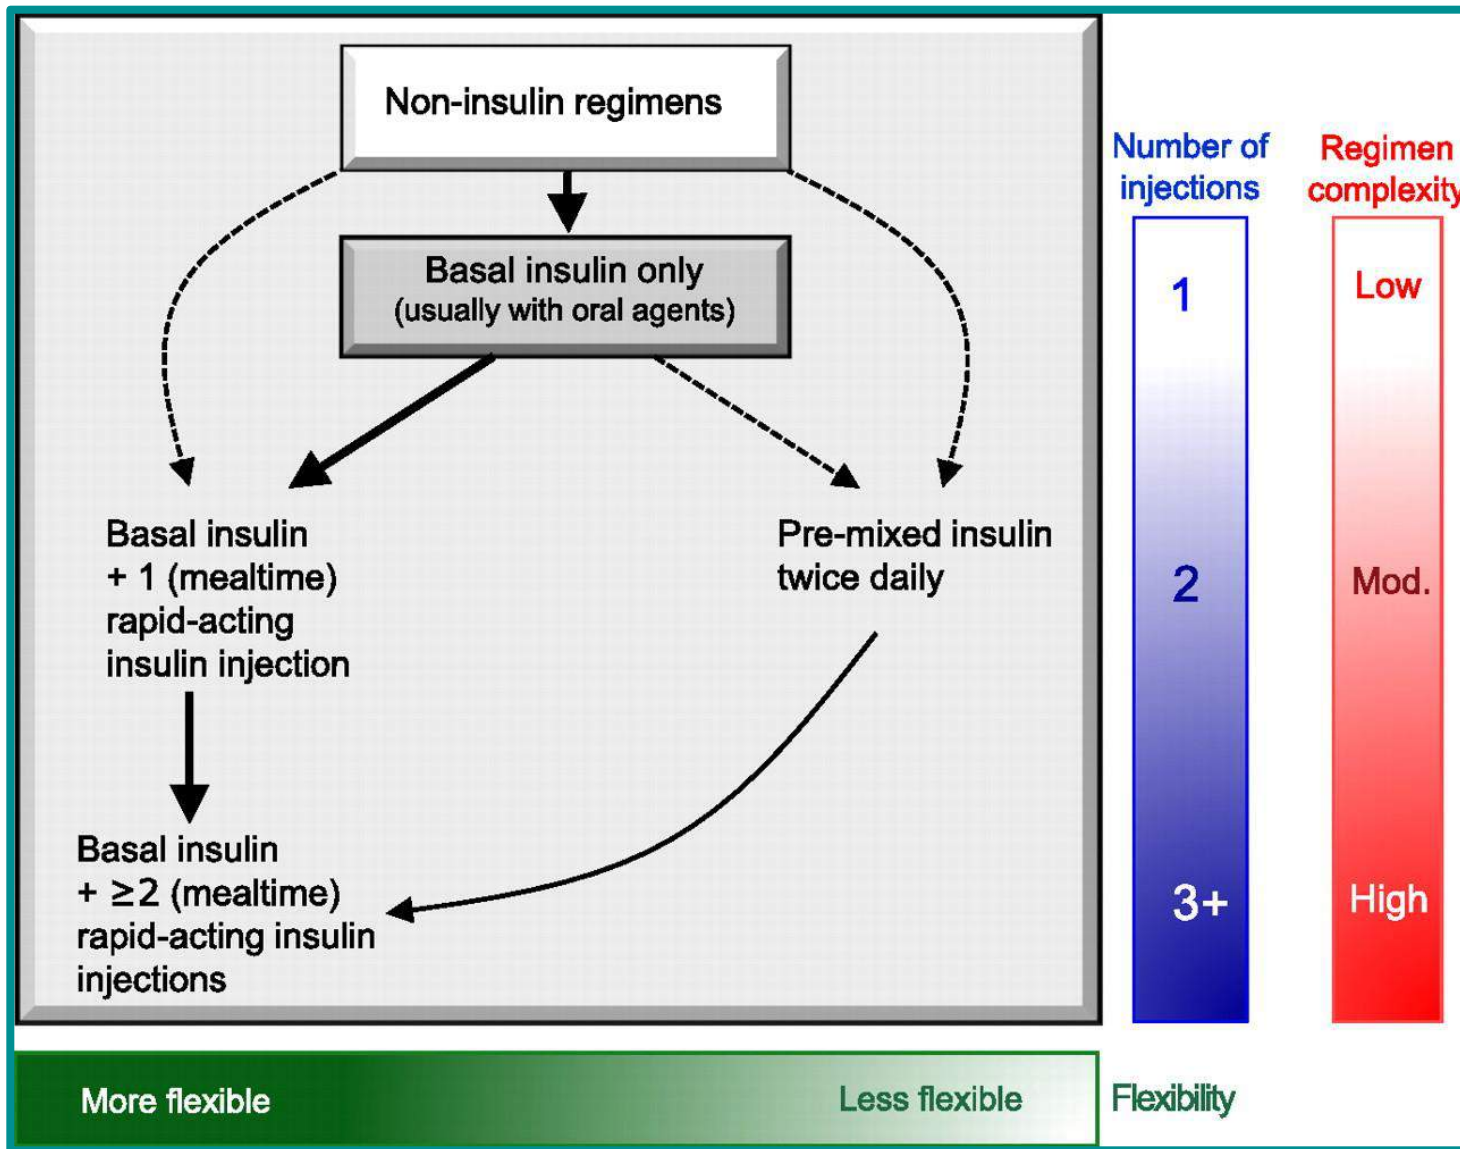 Non-insulin regimens
Number of
injections
Regimen
complexity
Basal insulin only
(usually with oral agents)
1
Low
Basal insulin
+ 1 (mealtime)
rapid-acting
insulin injection
Pre-mixed insulin
twice daily
2
Mod.
Basal insulin
+ ≥2 (mealtime)
rapid-acting insulin
injections
3+
High
More flexible
Less flexible
Flexibility